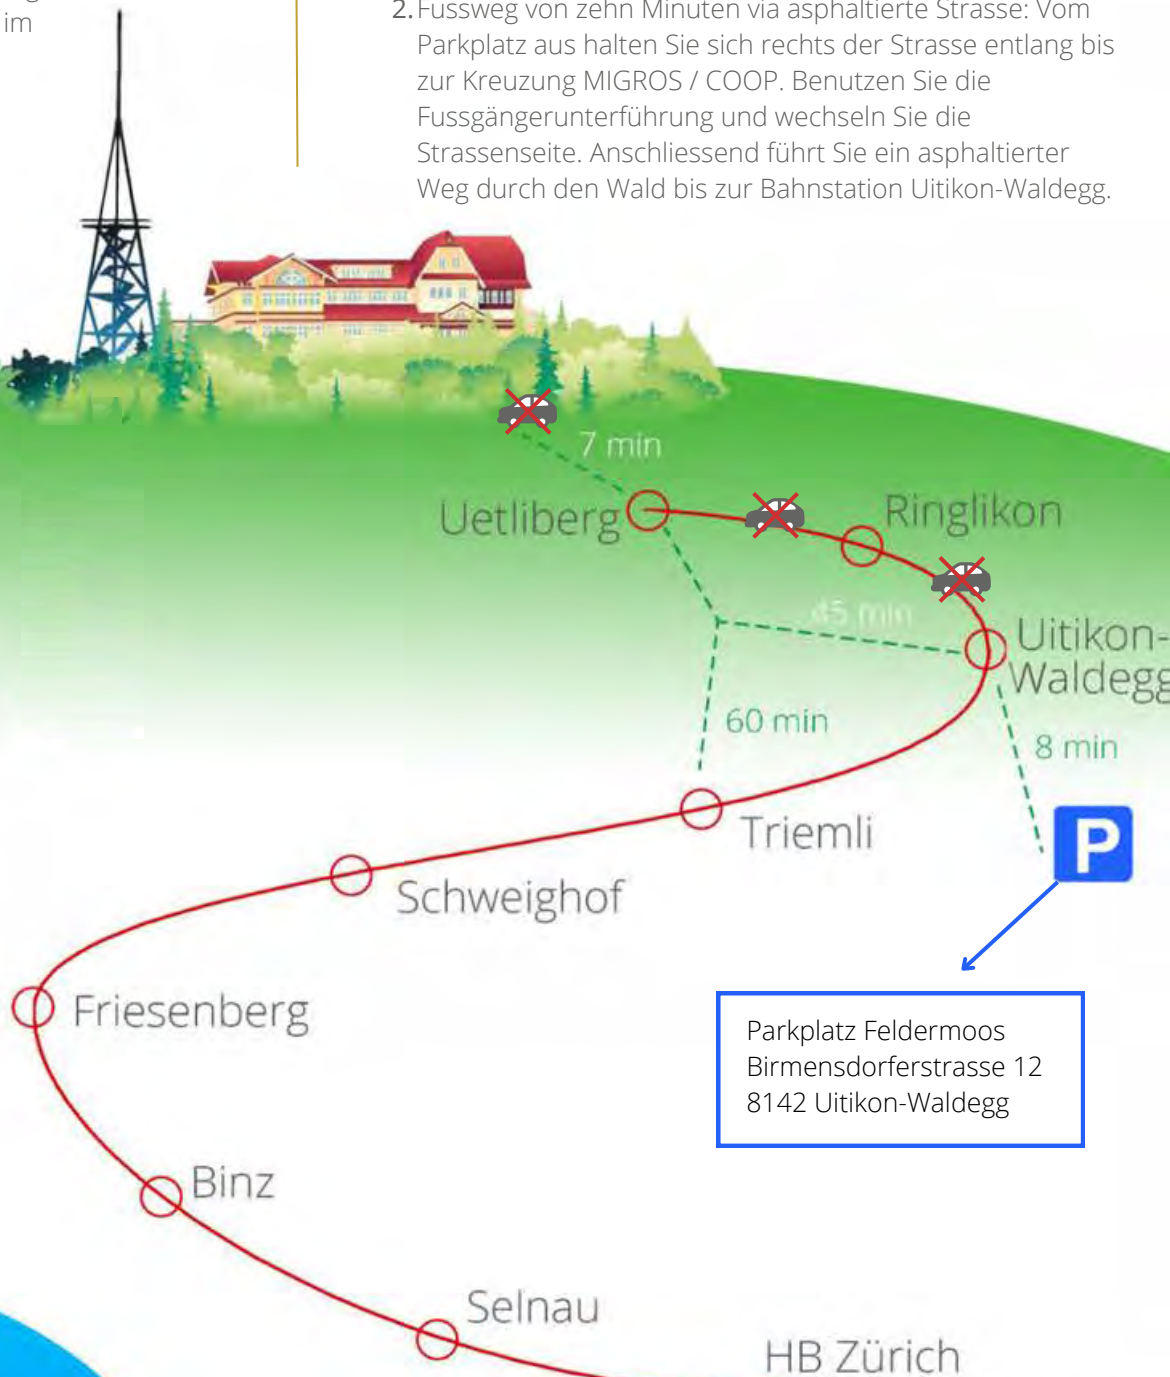 im
2. Fussweg von zehn Minuten via asphaltierte Strasse: Vom
Parkplatz aus halten Sie sich rechts der Strasse entlang bis
zur Kreuzung MIGROS / COOP. Benutzen Sie die
Fussgängerunterführung und wechseln Sie die
Strassenseite. Anschliessend führt Sie ein asphaltierter
Weg durch den Wald bis zur Bahnstation Uitikon-Waldegg.
7 min
Uetliberg
Ringlikon
45 min
Uitikon-
Waldegg
60 min
8 min
P
Triemli
Schweighof
Friesenberg
Parkplatz Feldermoos
Birmensdorferstrasse 12
8142 Uitikon-Waldegg
Binz
Selnau
HB Zürich